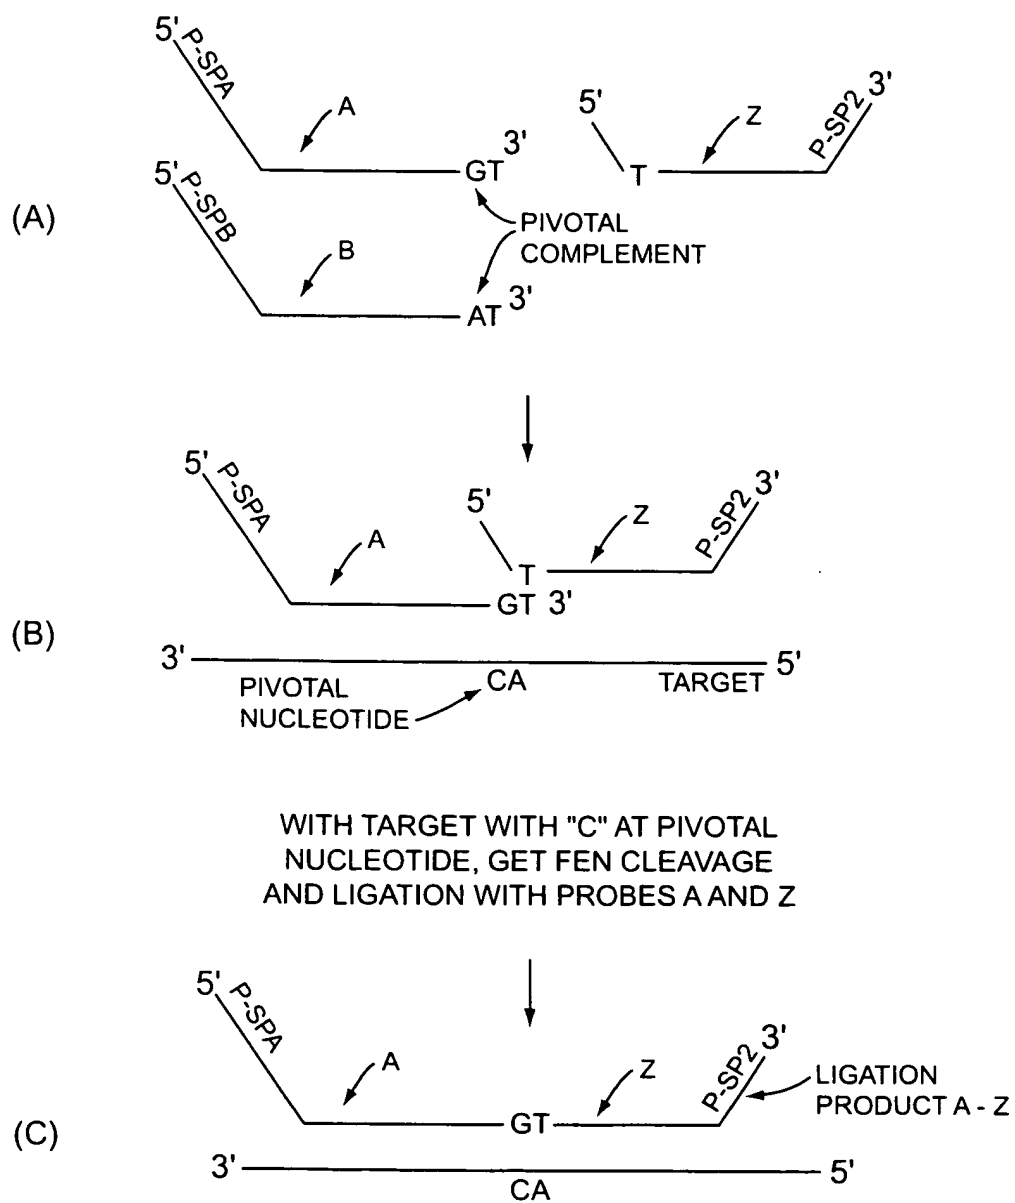 5' P-SPA A GT 3' 5' T Z P-SP2 3'
(A)
PIVOTAL
COMPLEMENT
5' P-SPB B AT 3'
5' P-SPA A 5' T Z P-SP2 3'
GT 3'
(B)
3' 5'
PIVOTAL
NUCLEOTIDE
CA
TARGET
WITH TARGET WITH "C" AT PIVOTAL
NUCLEOTIDE, GET FEN CLEAVAGE
AND LIGATION WITH PROBES A AND Z
5' P-SPA A GT Z P-SP2 3'
LIGATION
PRODUCT A - Z
(C)
3' 5'
CA